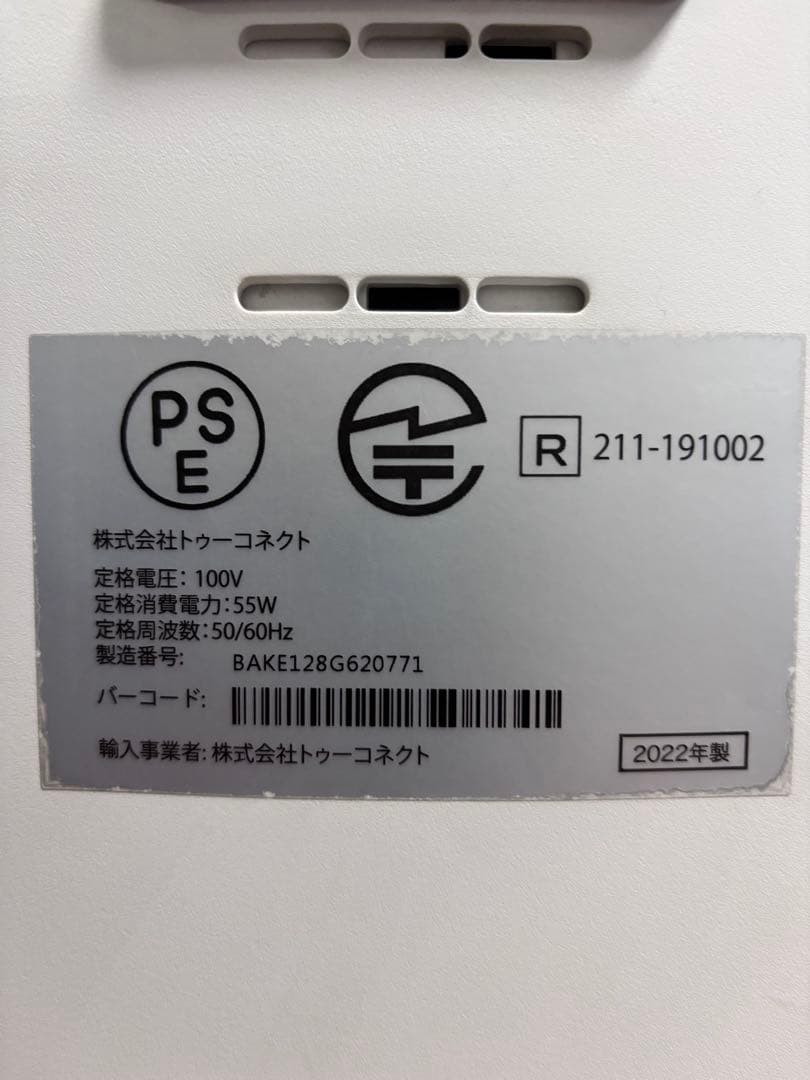 PS
E
R 211-191002
株式会社トゥーコネクト
定格電圧: 100V
定格消費電力:55W
定格周波数:50/60Hz
製造番号: BAKE128G620771
バーコード:
輸入事業者: 株式会社トゥーコネクト
2022年製